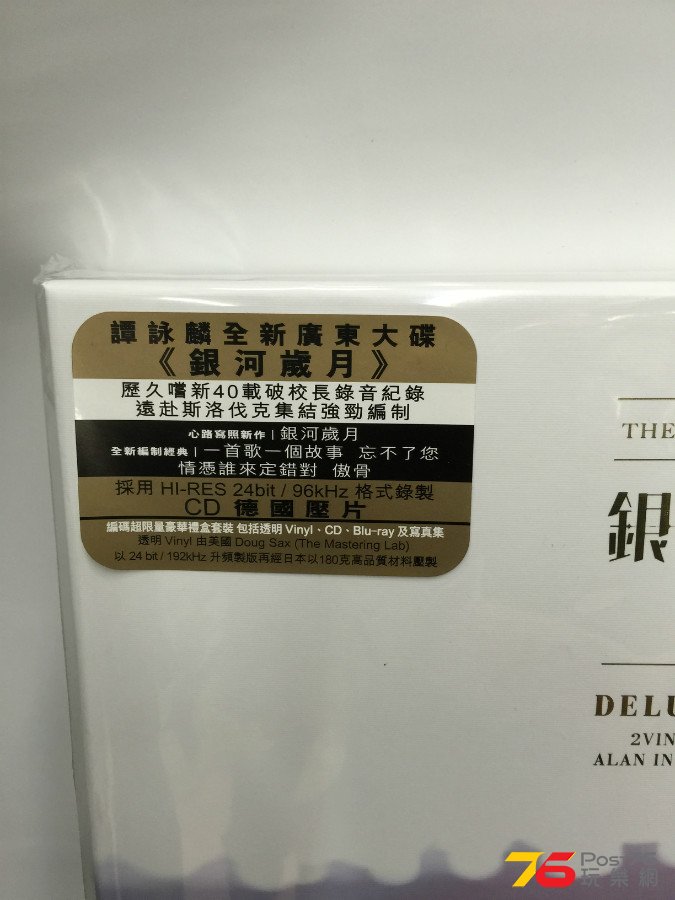 譚詠麟全新廣東大碟
《銀河歲月》
歷久嚐新40載破校長錄音紀錄
遠赴斯洛伐克集結強勁編制
心路寫照新作 | 銀河歲月
全新編制經典 | 一首歌一個故事 忘不了您
情憑誰來定錯對 傲骨
採用 HI-RES 24bit / 96kHz 格式錄製
CD 德國壓片
編碼超限量豪華禮盒套裝 包括透明 Vinyl、CD、Blu-ray 及寫真集
透明 Vinyl 由美國 Doug Sax (The Mastering Lab)
以 24 bit / 192kHz 升頻製版再經日本以180克高品質材料壓製
THE
銀
DELU
2VIN
ALAN IN
76 Post
玩樂網